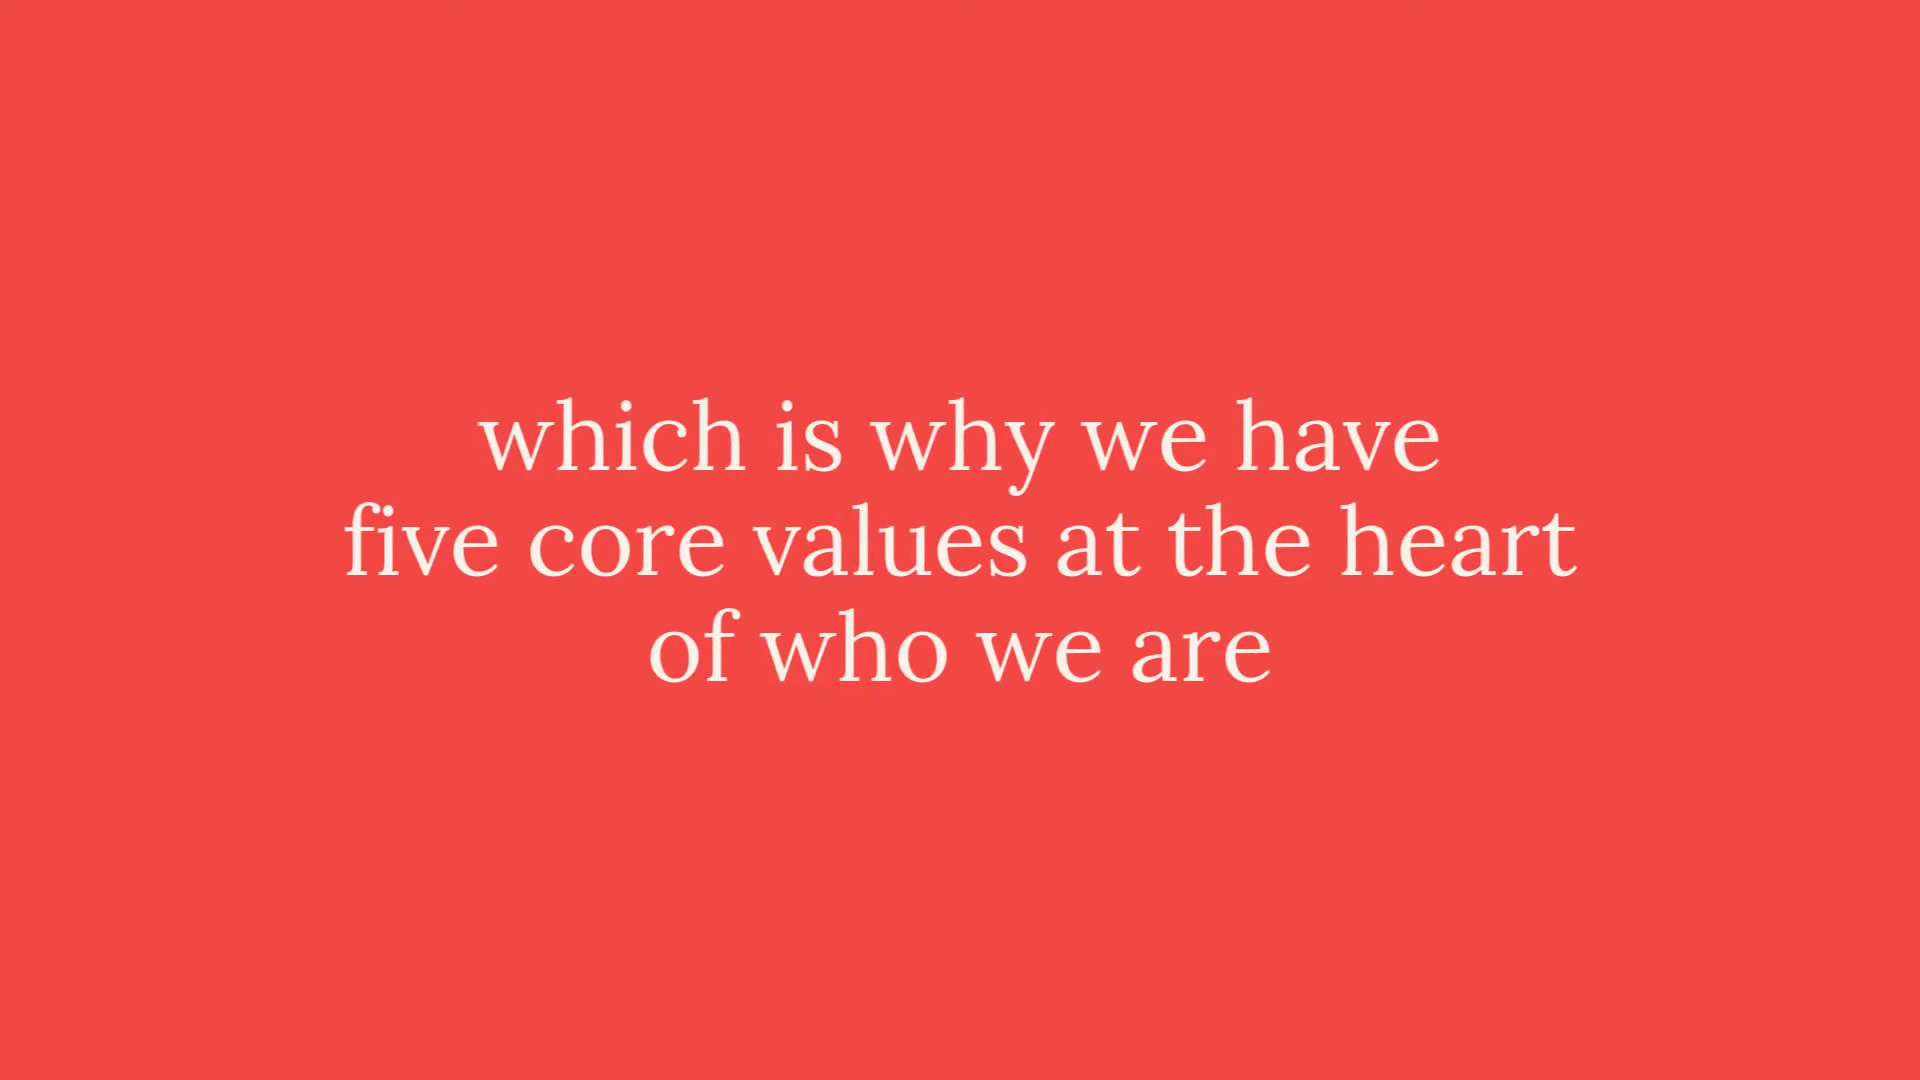 which is why we have
five core values at the heart
of who we are